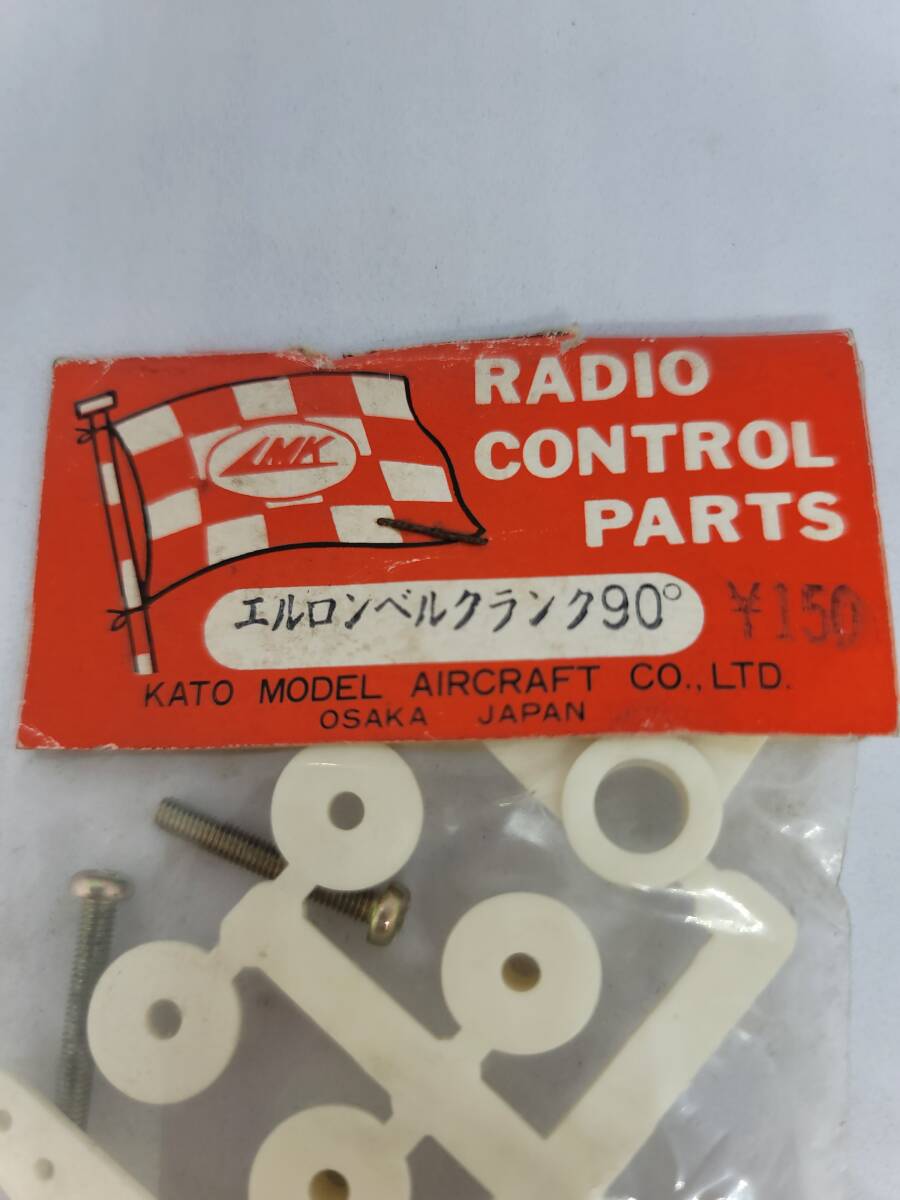 RADIO
CONTROL
PARTS
IMK
エルロンベルクランク90° ¥150
KATO MODEL AIRCRAFT CO., LTD.
OSAKA JAPAN